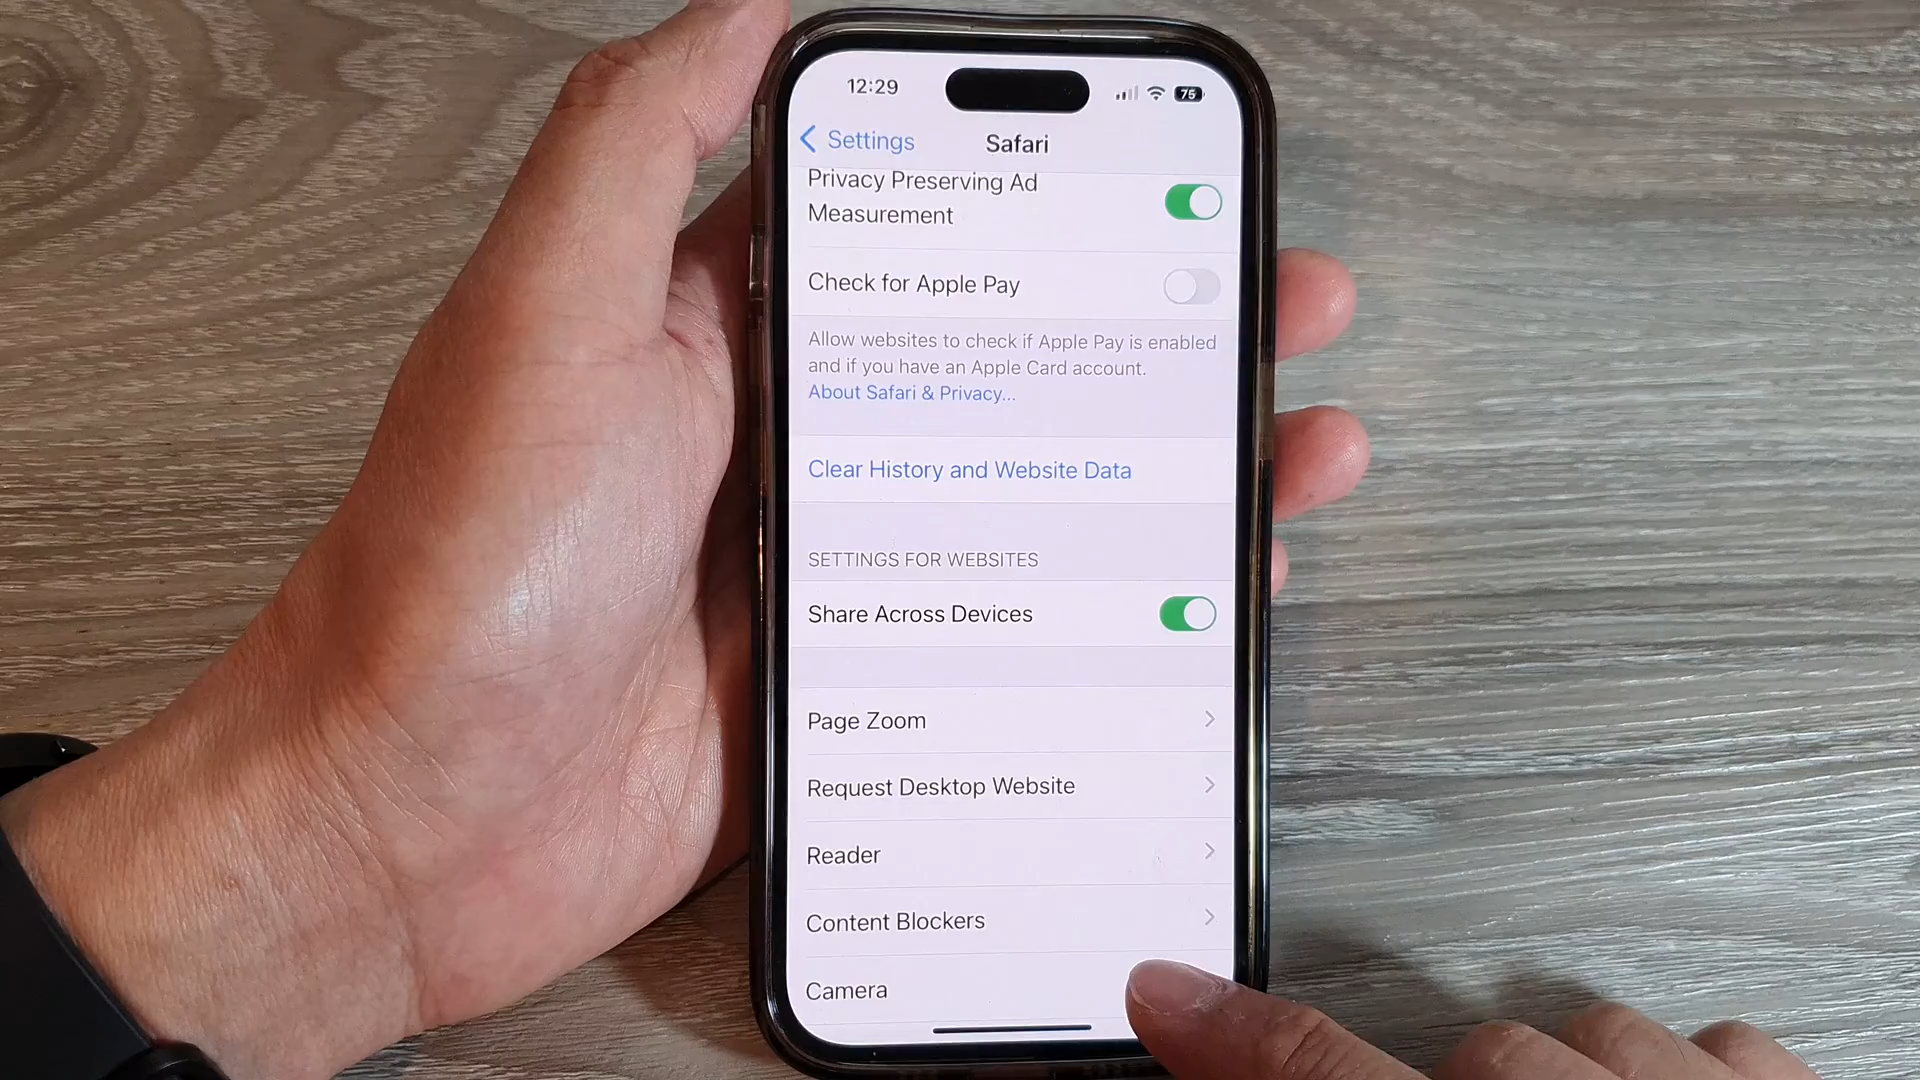 12:29
75
Settings
Safari
Privacy Preserving Ad
Measurement
Check for Apple Pay
Allow websites to check if Apple Pay is enabled
and if you have an Apple Card account.
About Safari & Privacy...
Clear History and Website Data
SETTINGS FOR WEBSITES
Share Across Devices
Page Zoom
Request Desktop Website
Reader
Content Blockers
Camera